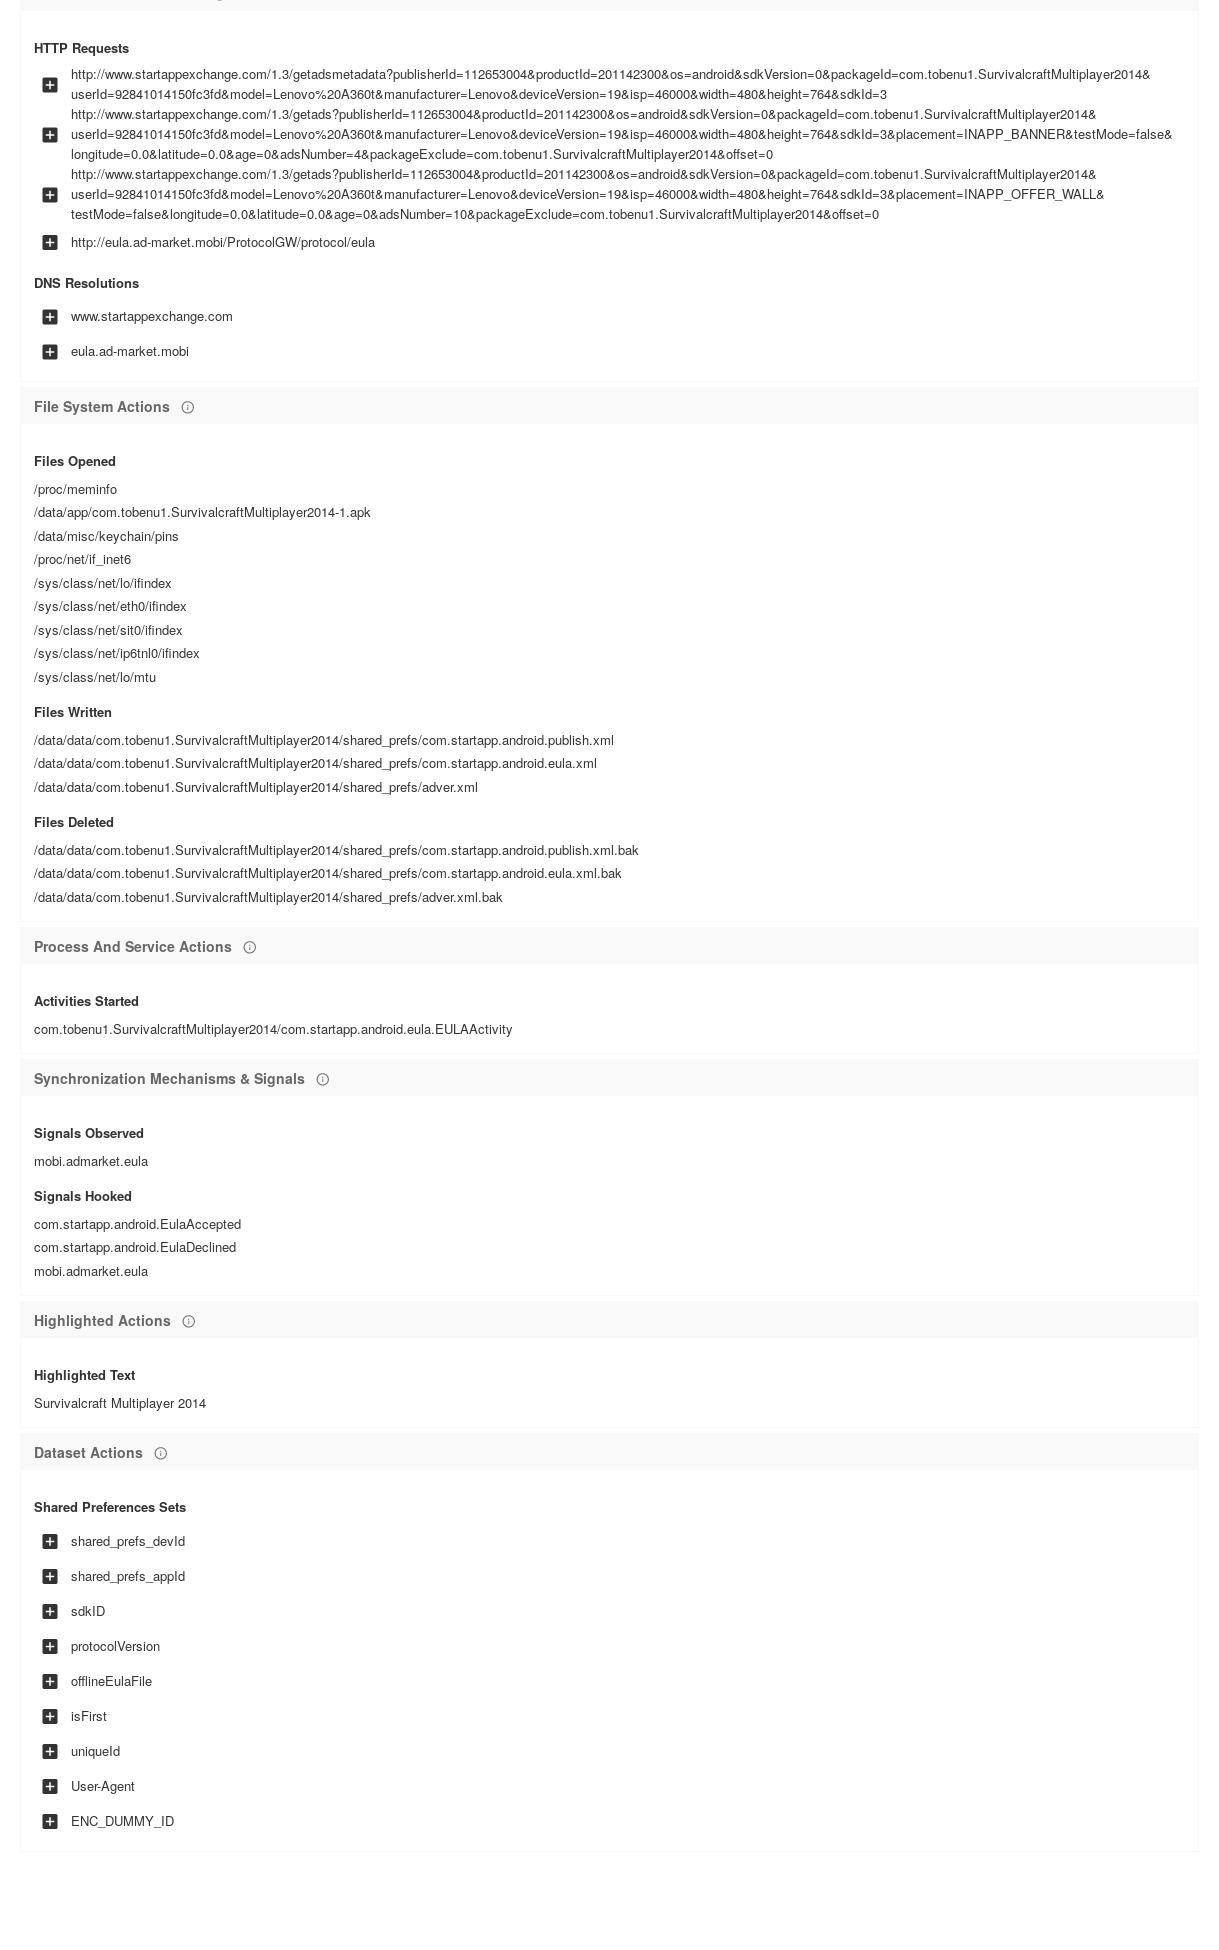 HTTP Requests
http://www.startappexchange.com/1.3/getadsmetadata?publisherId=112653004&productId=201142300&os=android&sdkVersion=0&packageId=com.tobenu1.SurvivalcraftMultiplayer2014&
userId=92841014150fc3fd&model=Lenovo%20A360t&manufacturer=Lenovo&deviceVersion=19&isp=46000&width=480&height=764&sdkId=3
http://www.startappexchange.com/1.3/getads?publisherId=112653004&productId=201142300&os=android&sdkVersion=0&packageId=com.tobenu1.SurvivalcraftMultiplayer2014&
userId=92841014150fc3fd&model=Lenovo%20A360t&manufacturer=Lenovo&deviceVersion=19&isp=46000&width=480&height=764&sdkId=3&placement=INAPP_BANNER&testMode=false&
longitude=0.0&latitude=0.0&age=0&adsNumber=4&packageExclude=com.tobenu1.SurvivalcraftMultiplayer2014&offset=0
http://www.startappexchange.com/1.3/getads?publisherId=112653004&productId=201142300&os=android&sdkVersion=0&packageId=com.tobenu1.SurvivalcraftMultiplayer2014&
userId=92841014150fc3fd&model=Lenovo%20A360t&manufacturer=Lenovo&deviceVersion=19&isp=46000&width=480&height=764&sdkId=3&placement=INAPP_OFFER_WALL&
testMode=false&longitude=0.0&latitude=0.0&age=0&adsNumber=10&packageExclude=com.tobenu1.SurvivalcraftMultiplayer2014&offset=0
http://eula.ad-market.mobi/ProtocolGW/protocol/eula
DNS Resolutions
www.startappexchange.com
eula.ad-market.mobi
File System Actions
Files Opened
/proc/meminfo
/data/app/com.tobenu1.SurvivalcraftMultiplayer2014-1.apk
/data/misc/keychain/pins
/proc/net/if_inet6
/sys/class/net/lo/ifindex
/sys/class/net/eth0/ifindex
/sys/class/net/sit0/ifindex
/sys/class/net/ip6tnl0/ifindex
/sys/class/net/lo/mtu
Files Written
/data/data/com.tobenu1.SurvivalcraftMultiplayer2014/shared_prefs/com.startapp.android.publish.xml
/data/data/com.tobenu1.SurvivalcraftMultiplayer2014/shared_prefs/com.startapp.android.eula.xml
/data/data/com.tobenu1.SurvivalcraftMultiplayer2014/shared_prefs/adver.xml
Files Deleted
/data/data/com.tobenu1.SurvivalcraftMultiplayer2014/shared_prefs/com.startapp.android.publish.xml.bak
/data/data/com.tobenu1.SurvivalcraftMultiplayer2014/shared_prefs/com.startapp.android.eula.xml.bak
/data/data/com.tobenu1.SurvivalcraftMultiplayer2014/shared_prefs/adver.xml.bak
Process And Service Actions
Activities Started
com.tobenu1.SurvivalcraftMultiplayer2014/com.startapp.android.eula.EULAActivity
Synchronization Mechanisms & Signals
Signals Observed
mobi.admarket.eula
Signals Hooked
com.startapp.android.EulaAccepted
com.startapp.android.EulaDeclined
mobi.admarket.eula
Highlighted Actions
Highlighted Text
Survivalcraft Multiplayer 2014
Dataset Actions
Shared Preferences Sets
shared_prefs_devId
shared_prefs_appId
sdkID
protocolVersion
offlineEulaFile
isFirst
uniqueId
User-Agent
ENC_DUMMY_ID